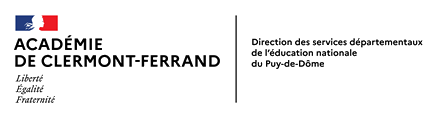 ACADÉMIE
DE CLERMONT-FERRAND
Liberté
Égalité
Fraternité
Direction des services départementaux
de l'éducation nationale
du Puy-de-Dôme